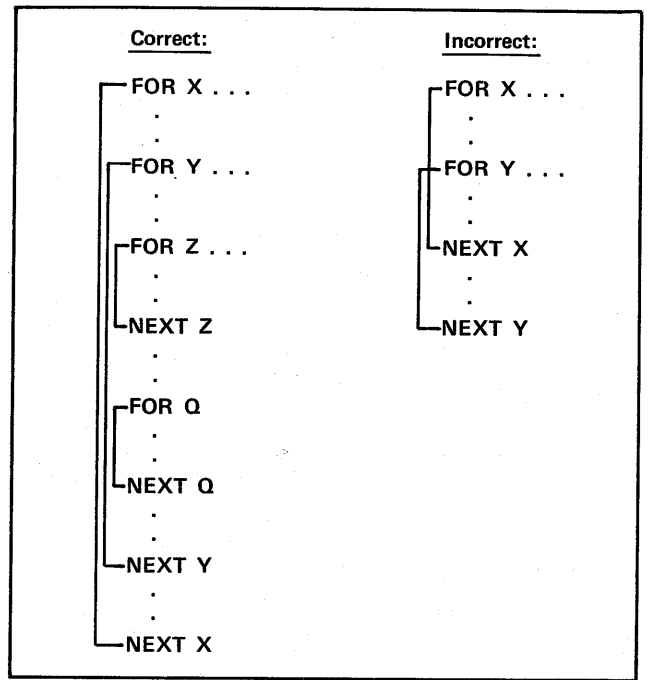 Correct:
FOR X . . .
.
.
FOR Y . . .
.
.
FOR Z . . .
.
.
NEXT Z
.
.
FOR Q
.
.
NEXT Q
.
.
NEXT Y
.
.
NEXT X
Incorrect:
FOR X . . .
.
.
FOR Y . . .
.
.
NEXT X
.
.
NEXT Y